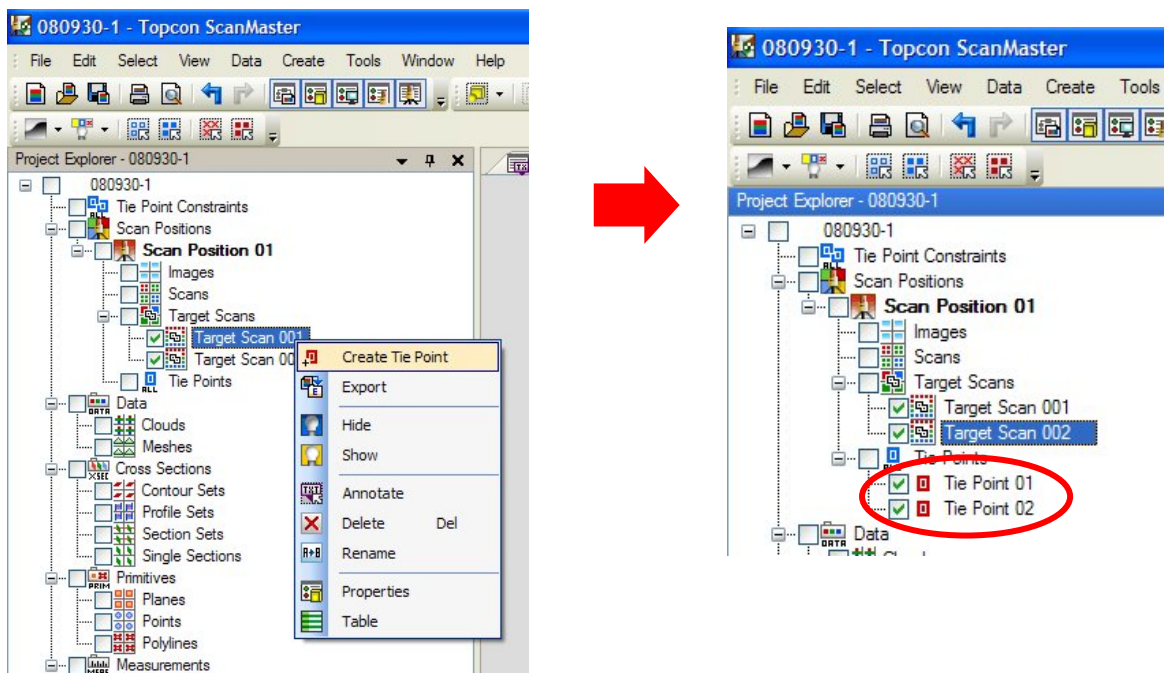 080930-1 - Topcon ScanMaster
File Edit Select View Data Create Tools Window Help
Project Explorer - 080930-1
080930-1
Tie Point Constraints
Scan Positions
Scan Position 01
Images
Scans
Target Scans
Target Scan 001
Target Scan 00
Tie Points
Data
Clouds
Meshes
Cross Sections
Contour Sets
Profile Sets
Section Sets
Single Sections
Primitives
Planes
Points
Polylines
Measurements
Create Tie Point
Export
Hide
Show
Annotate
Delete Del
Rename
Properties
Table
080930-1 - Topcon ScanMaster
File Edit Select View Data Create Tools
Project Explorer - 080930-1
080930-1
Tie Point Constraints
Scan Positions
Scan Position 01
Images
Scans
Target Scans
Target Scan 001
Target Scan 002
Tie Points
Tie Point 01
Tie Point 02
Data